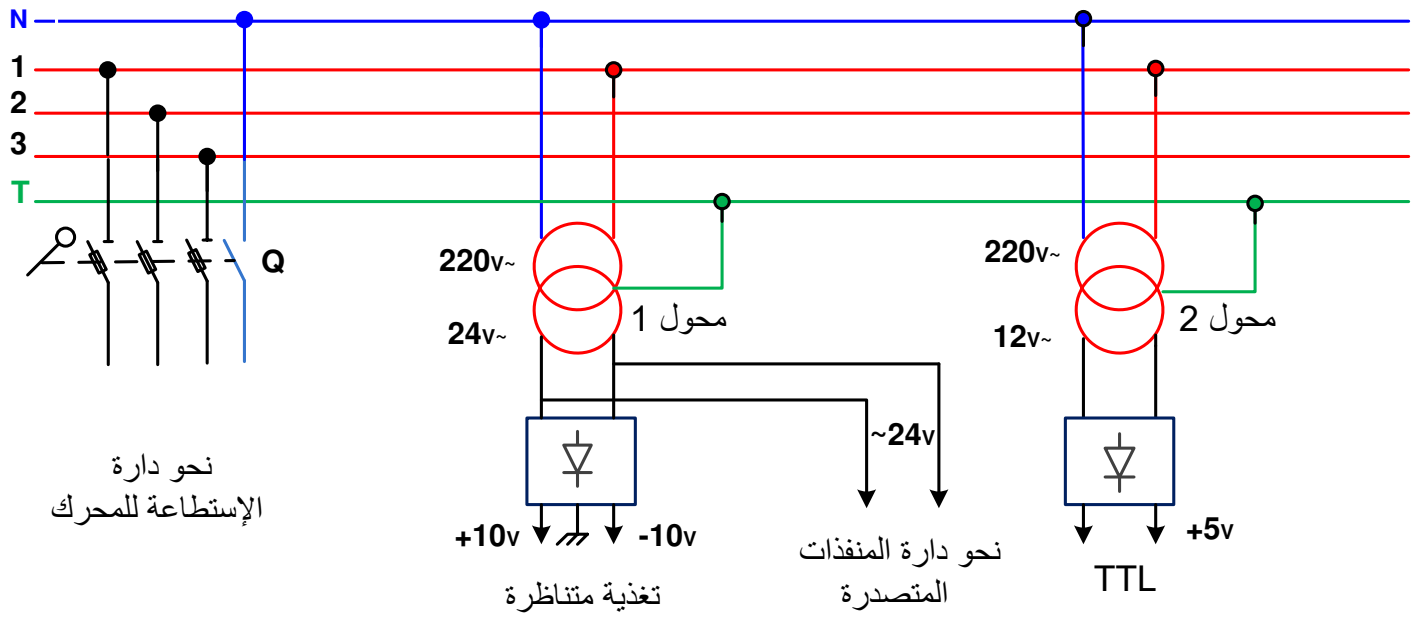 N
1
2
3
T
Q
220v~
24v~
محول 1
220v~
12v~
محول 2
~24v
نحو دارة
الإستطاعة للمحرك
+10v
-10v
تغذية متناظرة
نحو دارة المنفذات
المتصدرة
+5v
TTL